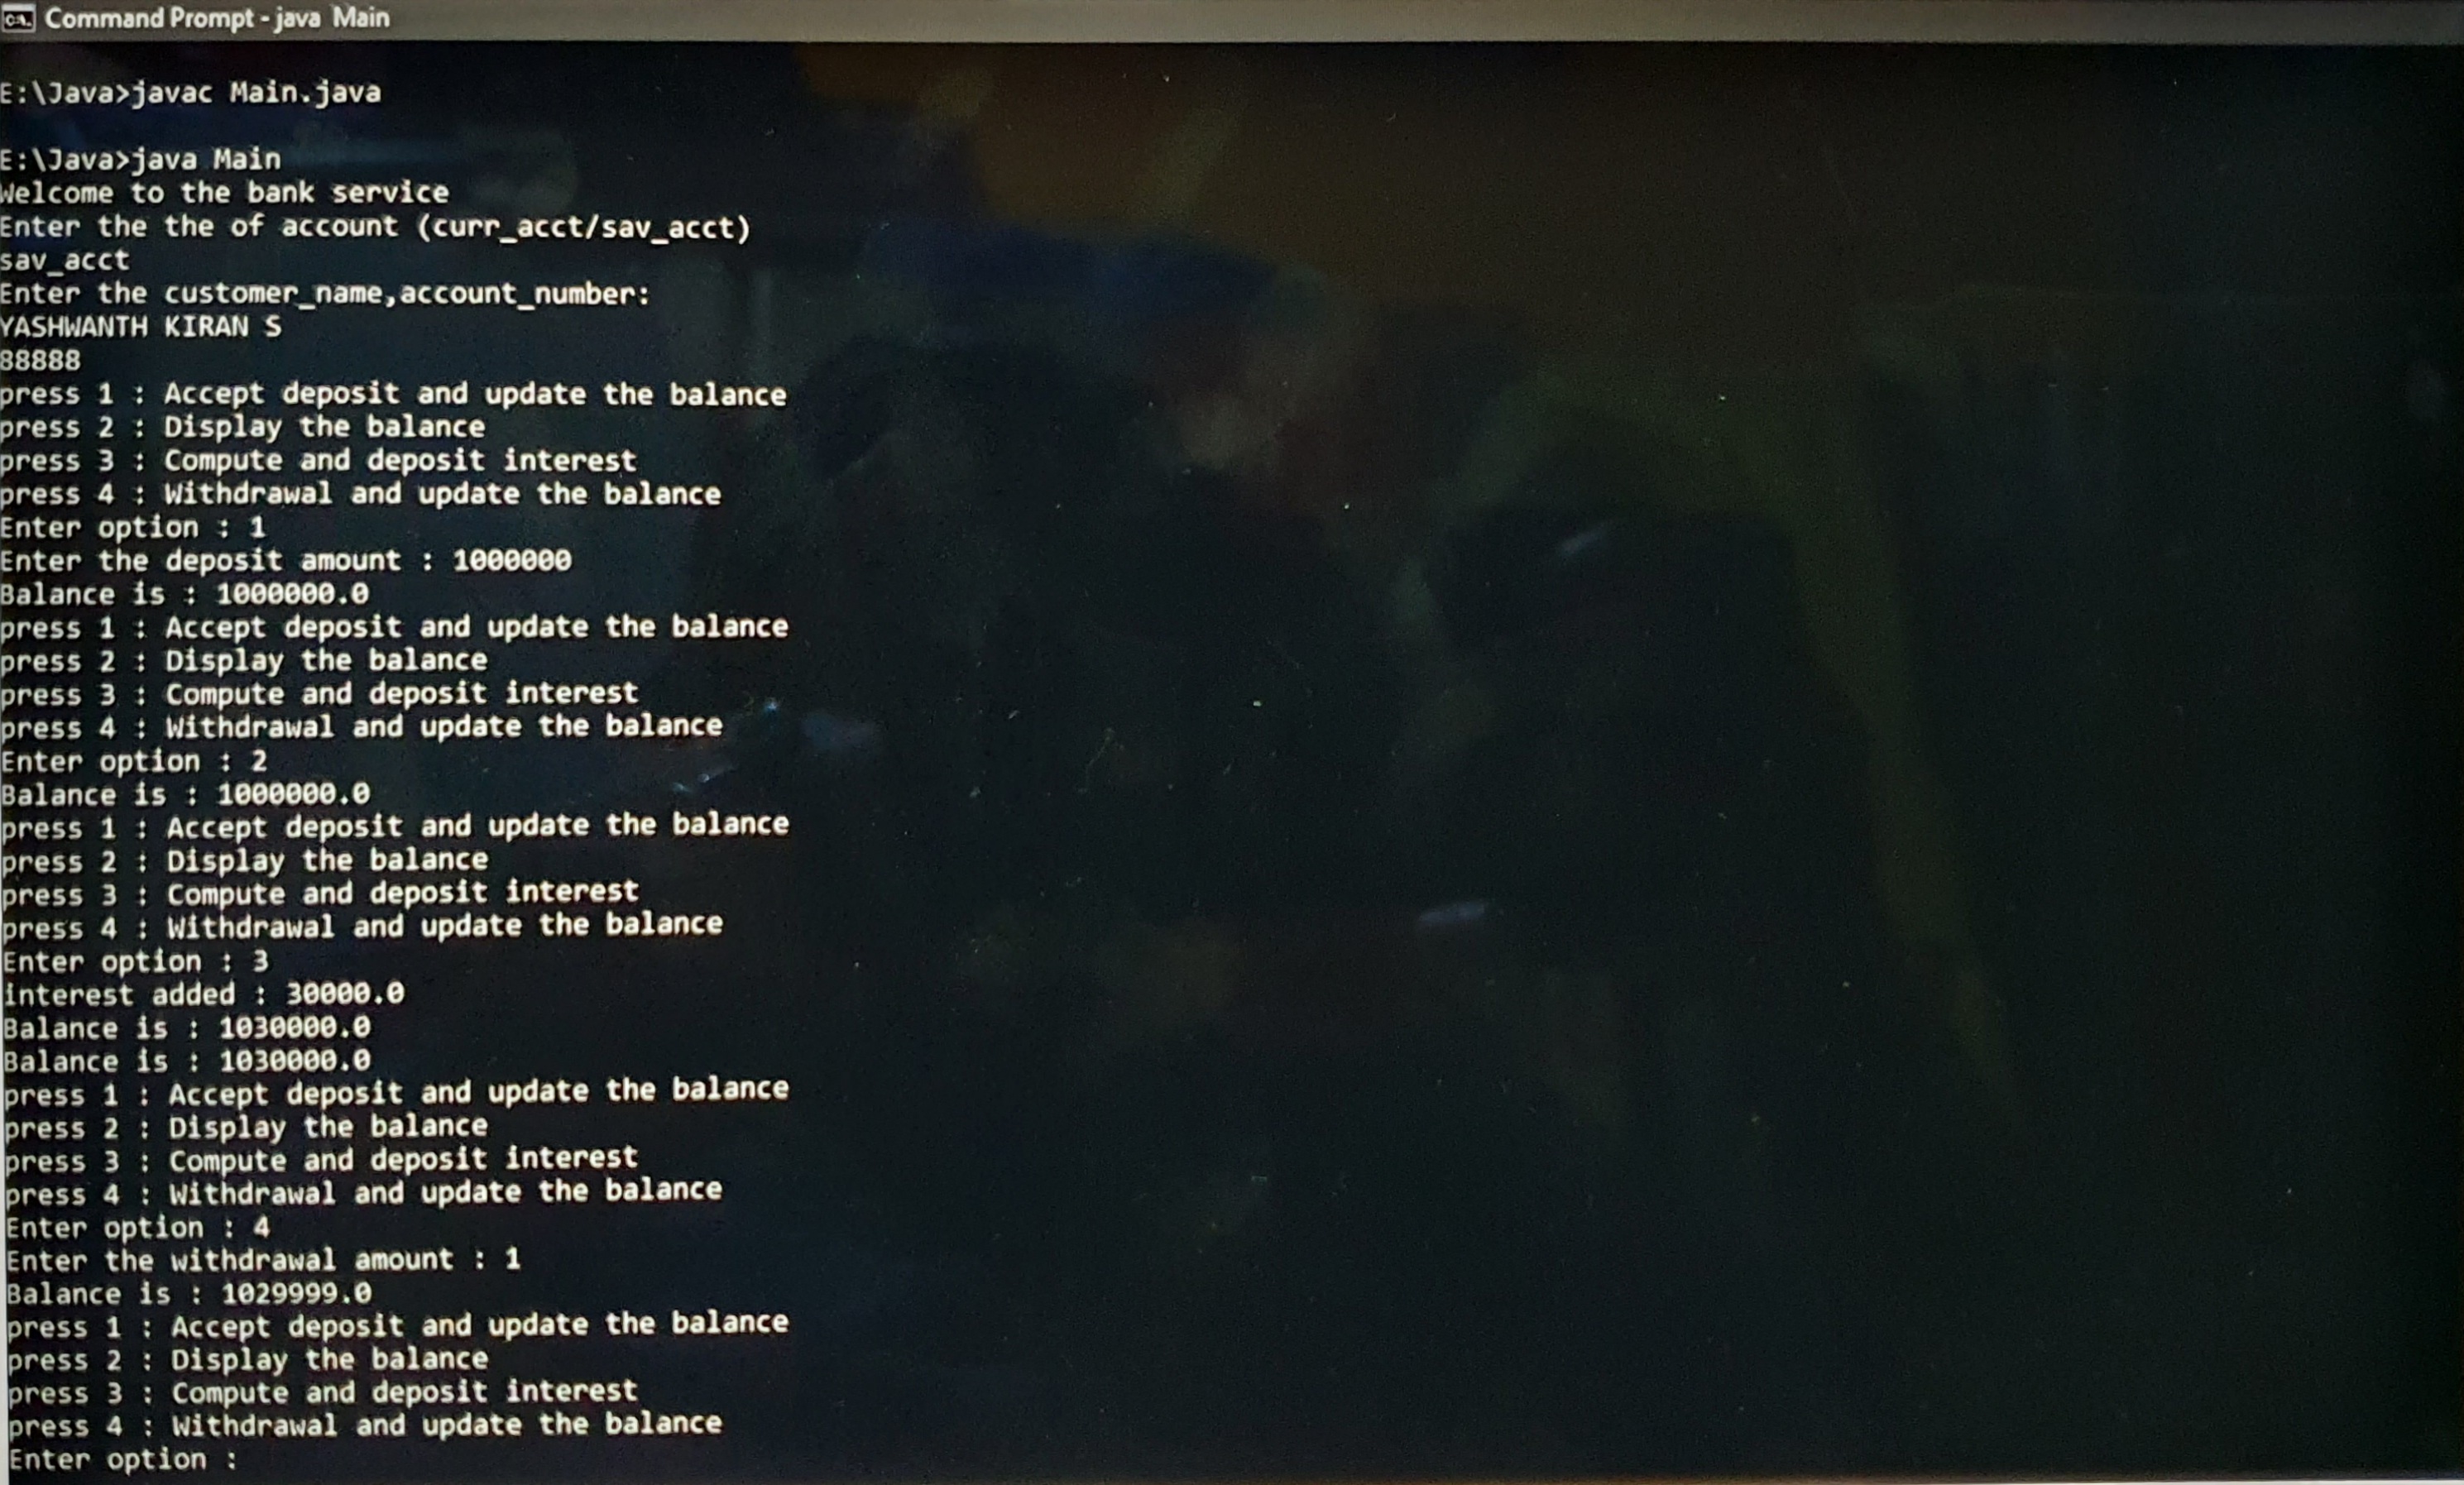 Command Prompt - java Main
E:\Java>javac Main.java
E:\Java>java Main
Welcome to the bank service
Enter the the of account (curr_acct/sav_acct)
sav_acct
Enter the customer_name,account_number:
YASHWANTH KIRAN S
88888
press 1 : Accept deposit and update the balance
press 2 : Display the balance
press 3 : Compute and deposit interest
press 4 : Withdrawal and update the balance
Enter option : 1
Enter the deposit amount : 1000000
Balance is : 1000000.0
press 1 : Accept deposit and update the balance
press 2 : Display the balance
press 3 : Compute and deposit interest
press 4 : Withdrawal and update the balance
Enter option : 2
Balance is : 1000000.0
press 1 : Accept deposit and update the balance
press 2 : Display the balance
press 3 : Compute and deposit interest
press 4 : Withdrawal and update the balance
Enter option : 3
interest added : 30000.0
Balance is : 1030000.0
Balance is : 1030000.0
press 1 : Accept deposit and update the balance
press 2 : Display the balance
press 3 : Compute and deposit interest
press 4 : Withdrawal and update the balance
Enter option : 4
Enter the withdrawal amount : 1
Balance is : 1029999.0
press 1 : Accept deposit and update the balance
press 2 : Display the balance
press 3 : Compute and deposit interest
press 4 : Withdrawal and update the balance
Enter option :